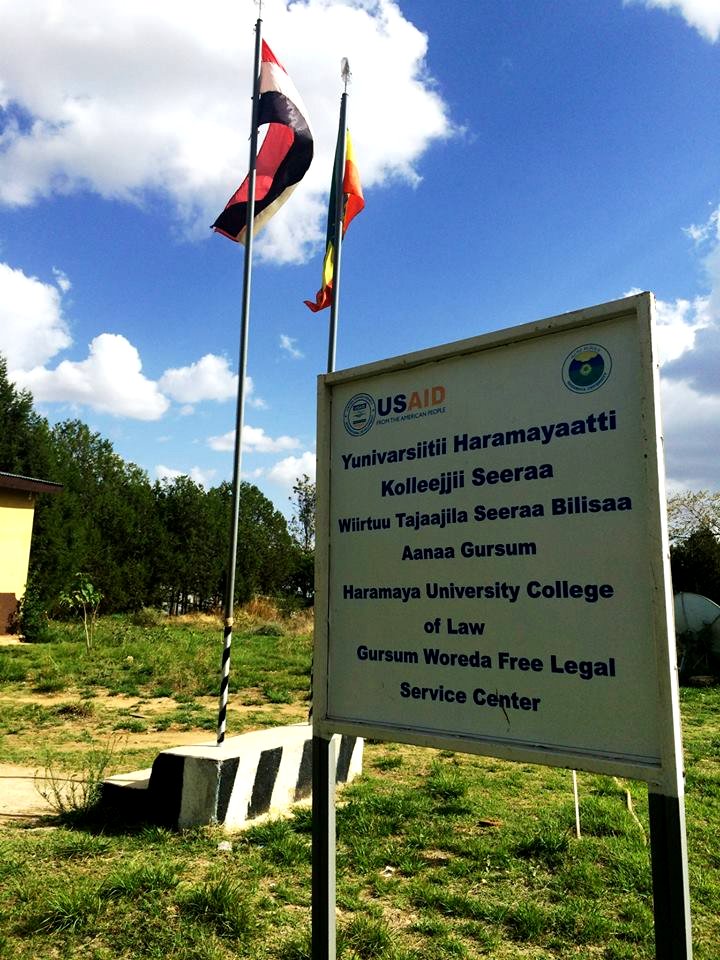 USAID
FROM THE AMERICAN PEOPLE
Yunivarsiitii Haramayaatti
Kolleejjii Seeraa
Wiirtuu Tajaajila Seeraa Bilisaa
Aanaa Gursum
Haramaya University College
of Law
Gursum Woreda Free Legal
Service Center